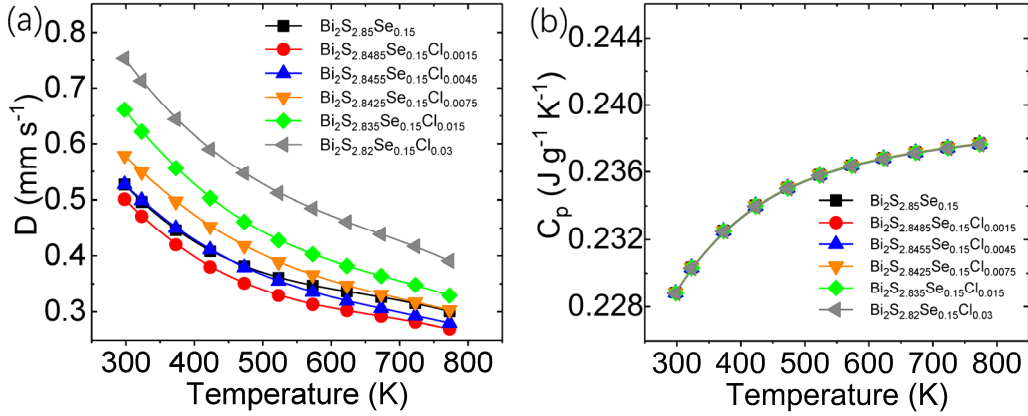 (a)
D (mm s⁻¹)
0.8
0.7
0.6
0.5
0.4
0.3
Bi₂S₂.₈₅Se₀.₁₅
Bi₂S₂.₈₄₈₅Se₀.₁₅Cl₀.₀₀₁₅
Bi₂S₂.₈₄₅₅Se₀.₁₅Cl₀.₀₀₄₅
Bi₂S₂.₈₄₂₅Se₀.₁₅Cl₀.₀₀₇₅
Bi₂S₂.₈₃₅Se₀.₁₅Cl₀.₀₁₅
Bi₂S₂.₈₂Se₀.₁₅Cl₀.₀₃
300 400 500 600 700 800
Temperature (K)
(b)
Cₚ (J g⁻¹ K⁻¹)
0.244
0.240
0.236
0.232
0.228
Bi₂S₂.₈₅Se₀.₁₅
Bi₂S₂.₈₄₈₅Se₀.₁₅Cl₀.₀₀₁₅
Bi₂S₂.₈₄₅₅Se₀.₁₅Cl₀.₀₀₄₅
Bi₂S₂.₈₄₂₅Se₀.₁₅Cl₀.₀₀₇₅
Bi₂S₂.₈₃₅Se₀.₁₅Cl₀.₀₁₅
Bi₂S₂.₈₂Se₀.₁₅Cl₀.₀₃
300 400 500 600 700 800
Temperature (K)